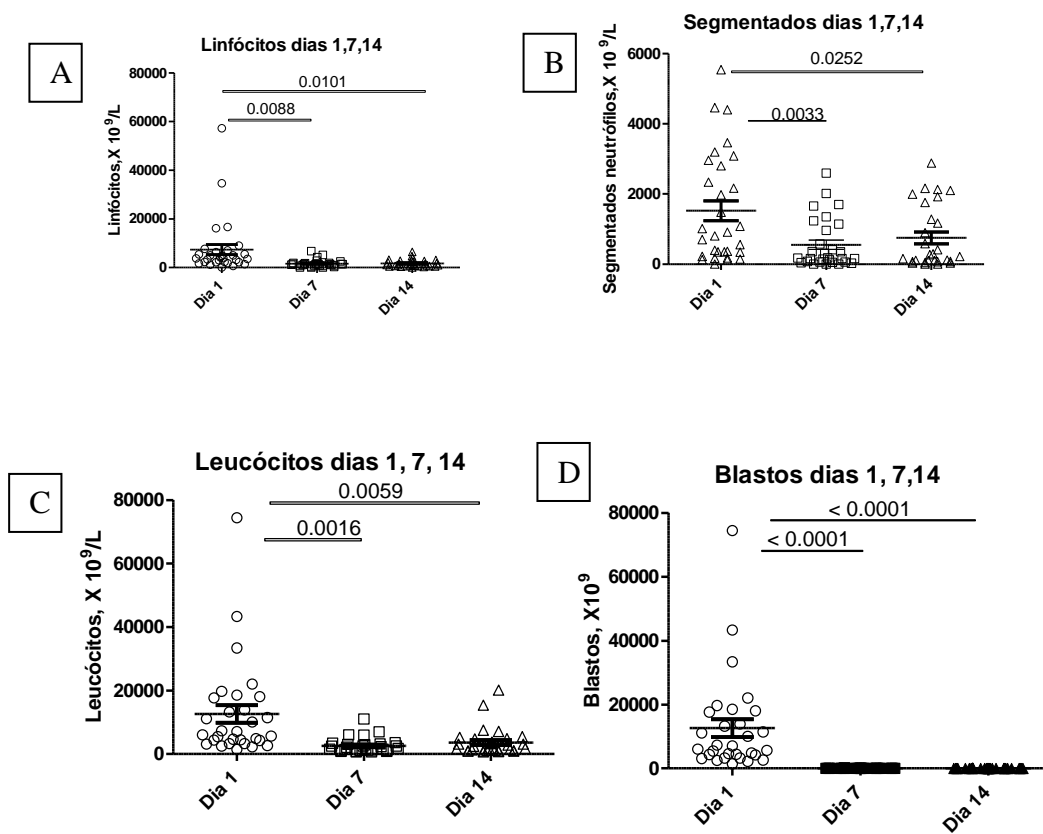 A
Linfócitos dias 1,7,14
Linfócitos,X 10 9/L
80000
60000
40000
20000
0
0.0101
0.0088
Dia 1
Dia 7
Dia 14
B
Segmentados dias 1,7,14
Segmentados neutrófilos,X 10 9/L
6000
4000
2000
0
0.0252
0.0033
Dia 1
Dia 7
Dia 14
C
Leucócitos dias 1, 7, 14
Leucócitos, X 10⁹/L
80000
60000
40000
20000
0
0.0059
0.0016
Dia 1
Dia 7
Dia 14
D
Blastos dias 1, 7,14
Blastos, X10⁹
80000
60000
40000
20000
0
< 0.0001
< 0.0001
Dia 1
Dia 7
Dia 14